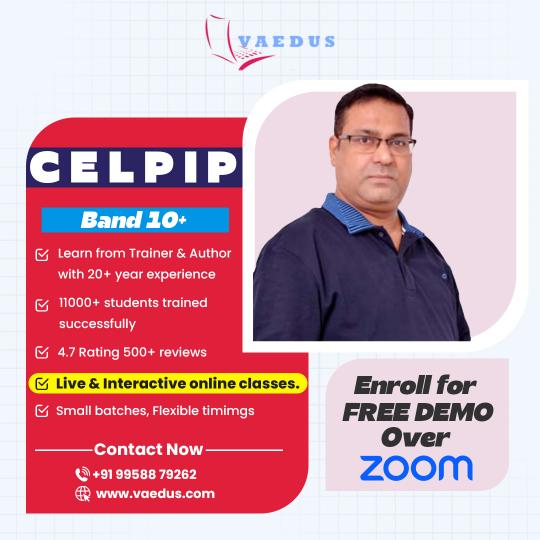 VAEDUS
CELPIP
Band 10+
Learn from Trainer & Author
with 20+ year experience
11000+ students trained
successfully
4.7 Rating 500+ reviews
Live & Interactive online classes.
Small batches, Flexible timimgs
Contact Now
+91 99588 79262
www.vaedus.com
Enroll for
FREE DEMO
Over
zoom